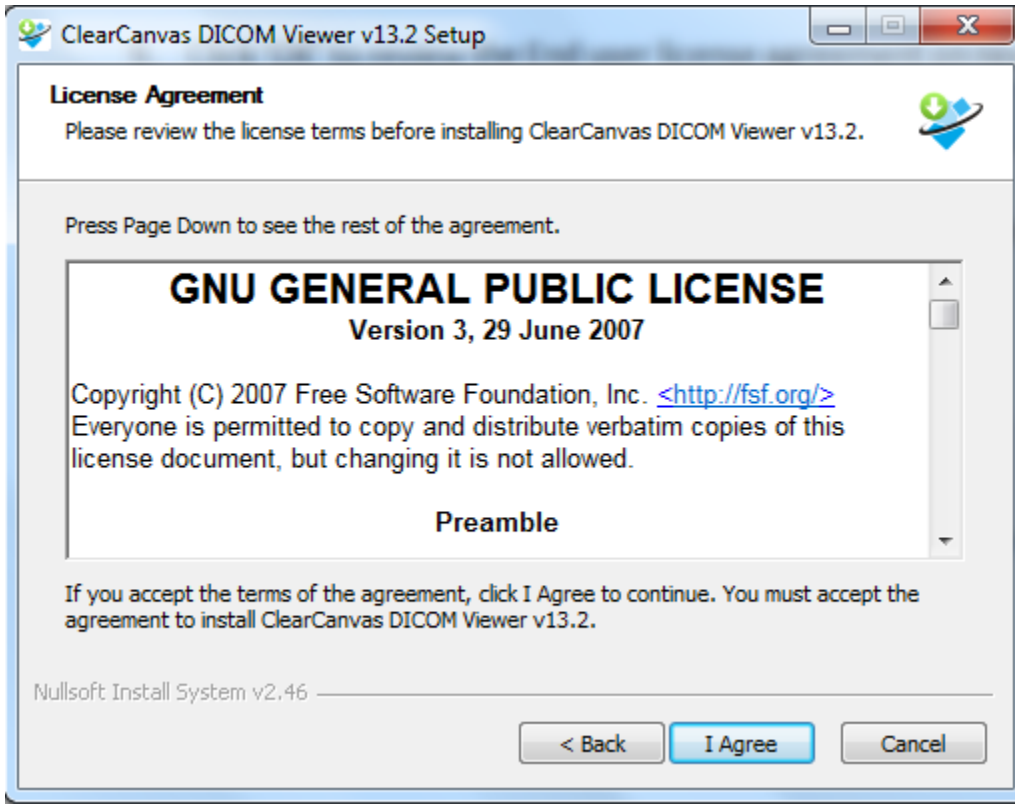 ClearCanvas DICOM Viewer v13.2 Setup
License Agreement
Please review the license terms before installing ClearCanvas DICOM Viewer v13.2.
Press Page Down to see the rest of the agreement.
GNU GENERAL PUBLIC LICENSE
Version 3, 29 June 2007
Copyright (C) 2007 Free Software Foundation, Inc. <http://fsf.org/>
Everyone is permitted to copy and distribute verbatim copies of this
license document, but changing it is not allowed.
Preamble
If you accept the terms of the agreement, click I Agree to continue. You must accept the
agreement to install ClearCanvas DICOM Viewer v13.2.
Nullsoft Install System v2.46
< Back I Agree Cancel